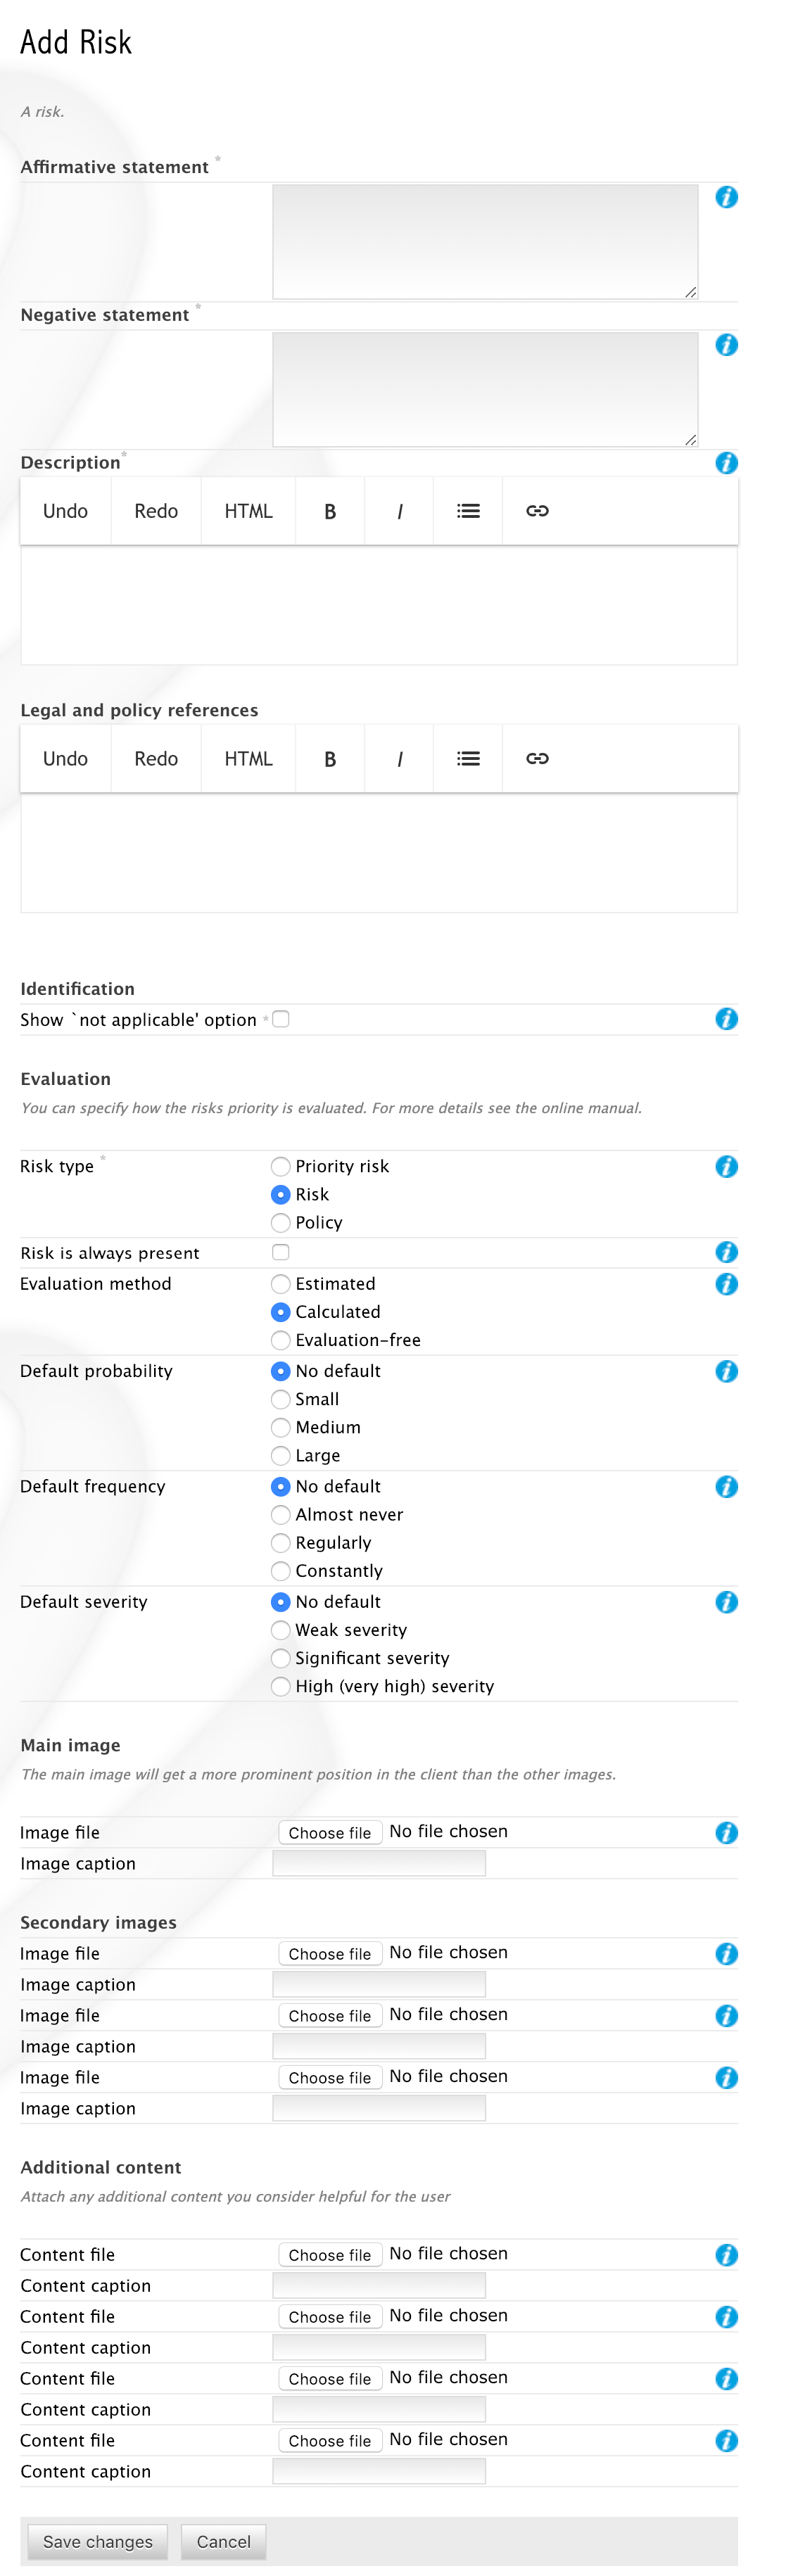 Add Risk
A risk.
Affirmative statement *
Negative statement *
Description*
Undo Redo HTML B I
Legal and policy references
Undo Redo HTML B I
Identification
Show `not applicable' option *
Evaluation
You can specify how the risks priority is evaluated. For more details see the online manual.
Risk type * Priority risk
Risk
Policy
Risk is always present
Evaluation method Estimated
Calculated
Evaluation-free
Default probability No default
Small
Medium
Large
Default frequency No default
Almost never
Regularly
Constantly
Default severity No default
Weak severity
Significant severity
High (very high) severity
Main image
The main image will get a more prominent position in the client than the other images.
Image file Choose file No file chosen
Image caption
Secondary images
Image file Choose file No file chosen
Image caption
Image file Choose file No file chosen
Image caption
Image file Choose file No file chosen
Image caption
Additional content
Attach any additional content you consider helpful for the user
Content file Choose file No file chosen
Content caption
Content file Choose file No file chosen
Content caption
Content file Choose file No file chosen
Content caption
Content file Choose file No file chosen
Content caption
Save changes Cancel